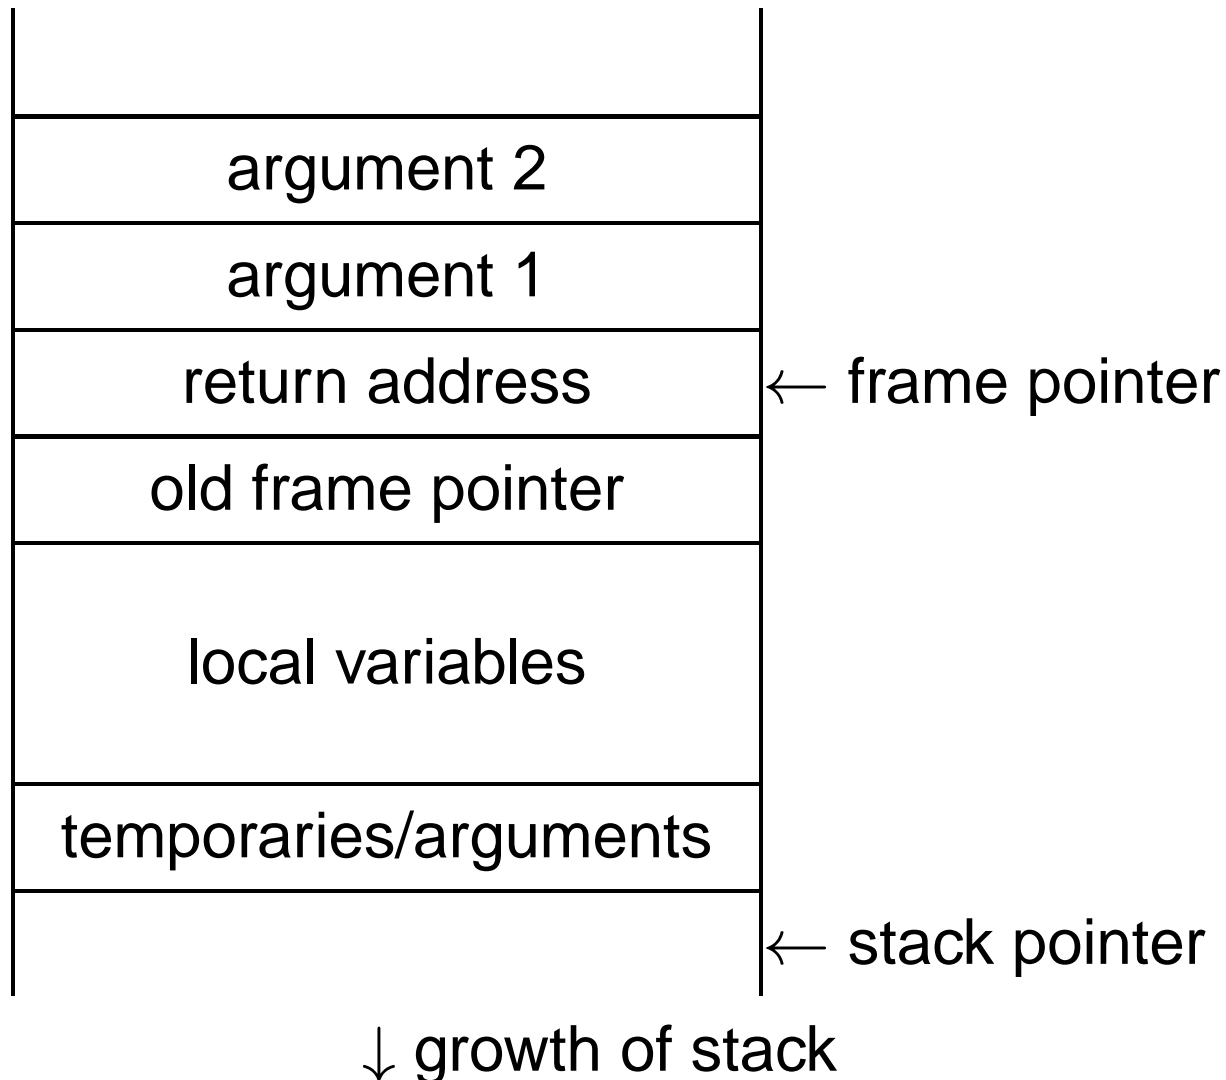 argument 2
argument 1
return address ← frame pointer
old frame pointer
local variables
temporaries/arguments
← stack pointer
↓ growth of stack